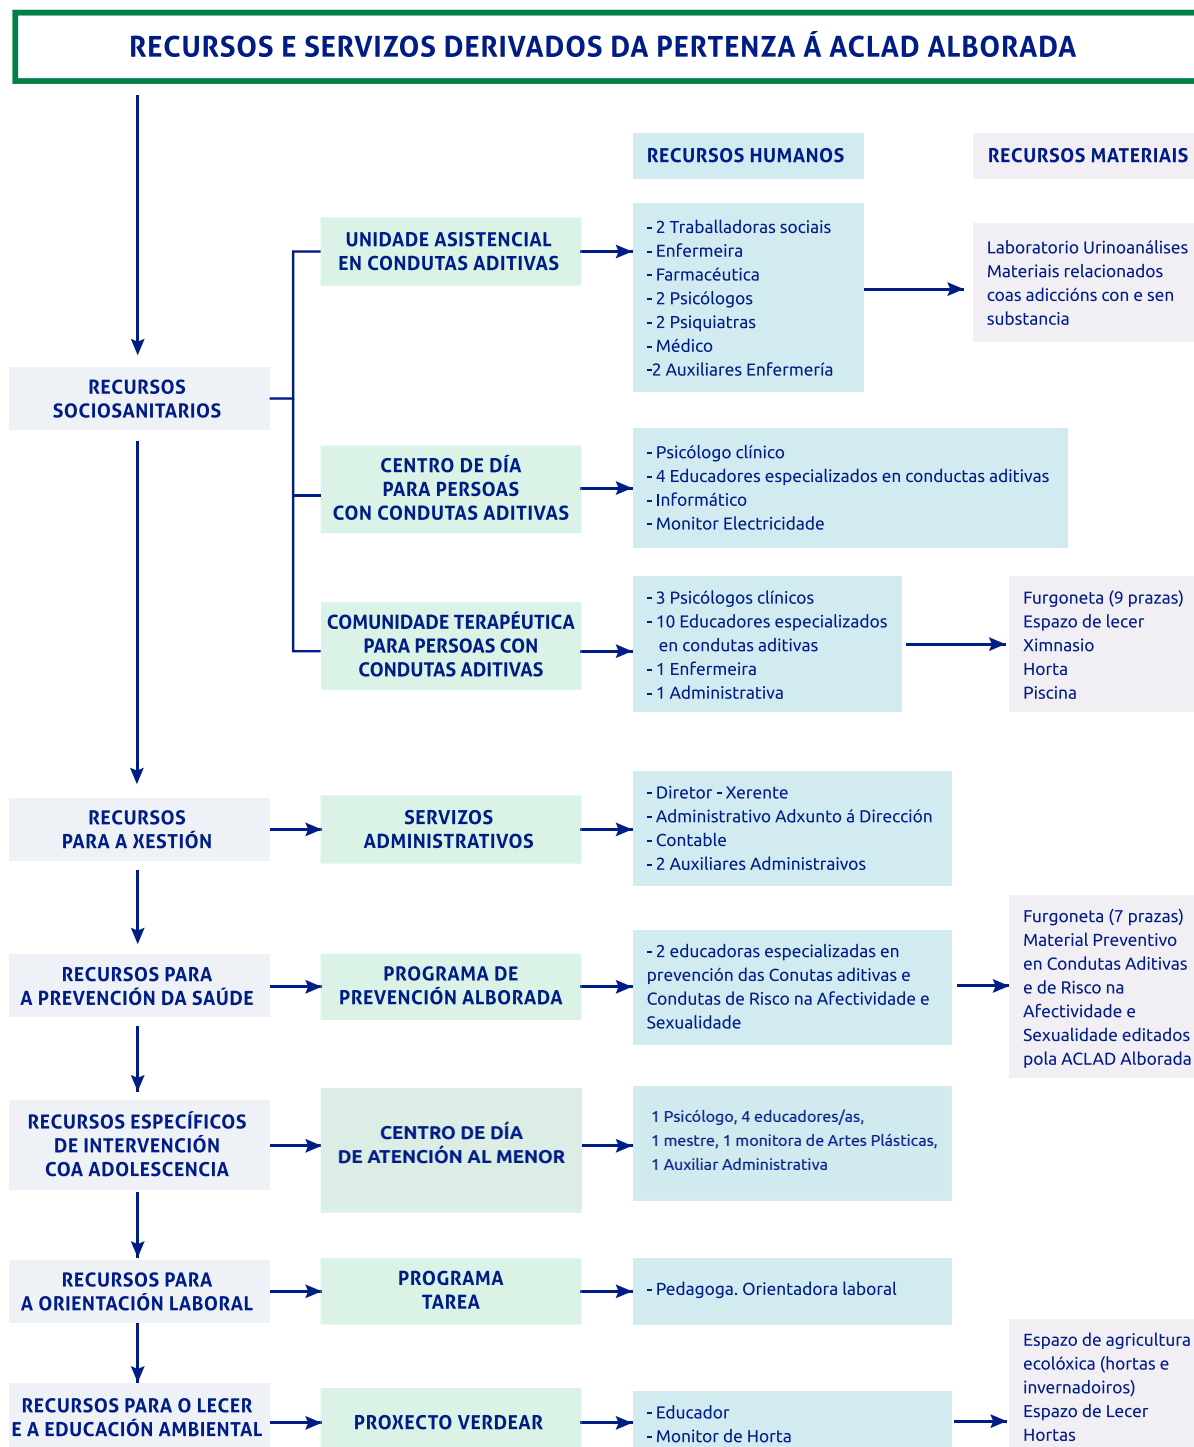 RECURSOS E SERVIZOS DERIVADOS DA PERTENZA Á ACLAD ALBORADA
RECURSOS HUMANOS
RECURSOS MATERIAIS
RECURSOS
SOCIOSANITARIOS
UNIDADE ASISTENCIAL
EN CONDUTAS ADITIVAS
- 2 Traballadoras sociais
- Enfermeira
- Farmacéutica
- 2 Psicólogos
- 2 Psiquiatras
- Médico
-2 Auxiliares Enfermería
Laboratorio Urinoanálises
Materiais relacionados
coas adiccións con e sen
substancia
CENTRO DE DÍA
PARA PERSOAS
CON CONDUTAS ADITIVAS
- Psicólogo clínico
- 4 Educadores especializados en conductas aditivas
- Informático
- Monitor Electricidade
COMUNIDADE TERAPÉUTICA
PARA PERSOAS CON
CONDUTAS ADITIVAS
- 3 Psicólogos clínicos
- 10 Educadores especializados
en condutas aditivas
- 1 Enfermeira
- 1 Administrativa
Furgoneta (9 prazas)
Espazo de lecer
Ximnasio
Horta
Piscina
RECURSOS
PARA A XESTIÓN
SERVIZOS
ADMINISTRATIVOS
- Diretor - Xerente
- Administrativo Adxunto á Dirección
- Contable
- 2 Auxiliares Administraivos
RECURSOS PARA
A PREVENCIÓN DA SAÚDE
PROGRAMA DE
PREVENCIÓN ALBORADA
- 2 educadoras especializadas en
prevención das Conutas aditivas e
Condutas de Risco na Afectividade e
Sexualidade
Furgoneta (7 prazas)
Material Preventivo
en Condutas Aditivas
e de Risco na
Afectividade e
Sexualidade editados
pola ACLAD Alborada
RECURSOS ESPECÍFICOS
DE INTERVENCIÓN
COA ADOLESCENCIA
CENTRO DE DÍA
DE ATENCIÓN AL MENOR
1 Psicólogo, 4 educadores/as,
1 mestre, 1 monitora de Artes Plásticas,
1 Auxiliar Administrativa
RECURSOS PARA
A ORIENTACIÓN LABORAL
PROGRAMA
TAREA
- Pedagoga. Orientadora laboral
RECURSOS PARA O LECER
E A EDUCACIÓN AMBIENTAL
PROXECTO VERDEAR
- Educador
- Monitor de Horta
Espazo de agricultura
ecolóxica (hortas e
invernadoiros)
Espazo de Lecer
Hortas